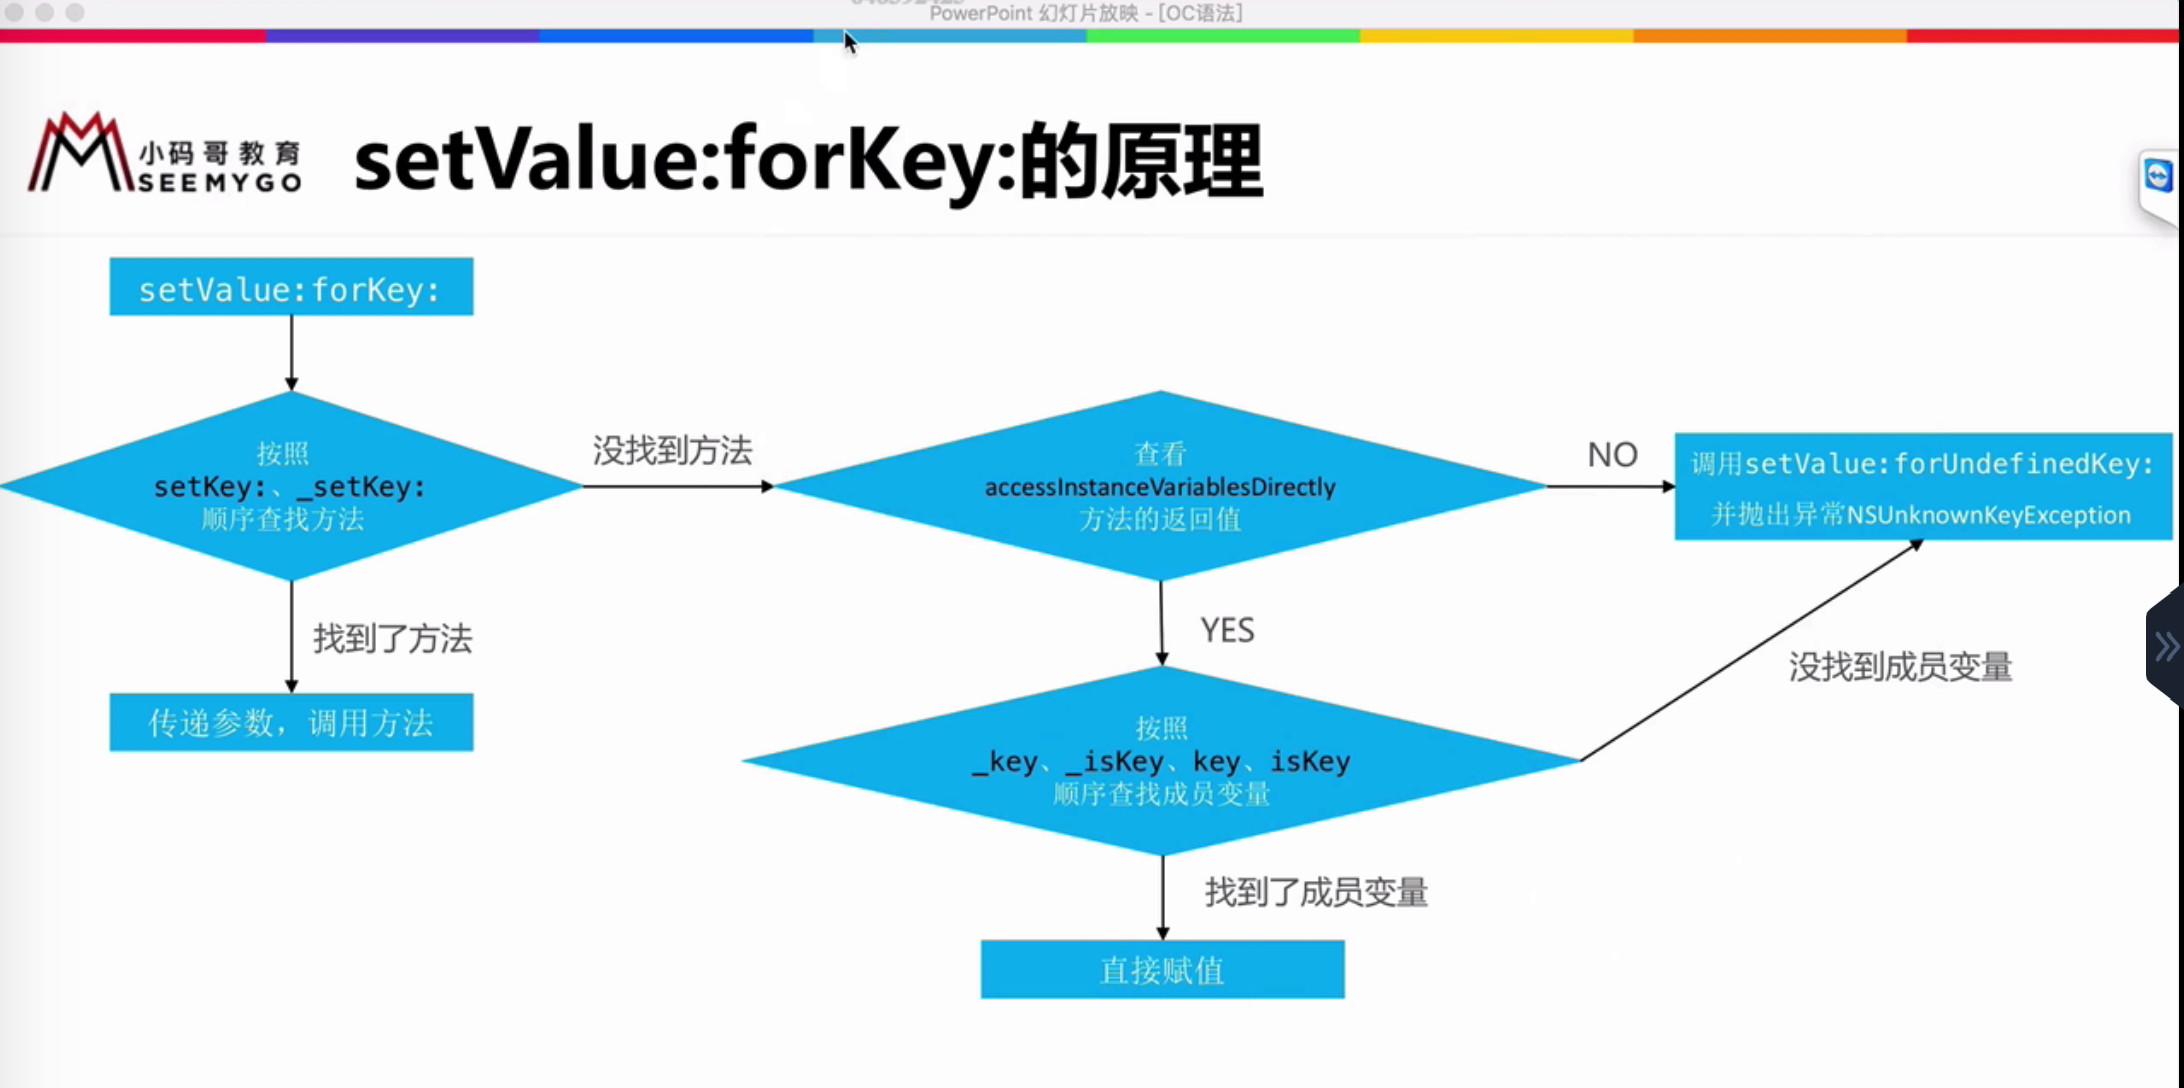 PowerPoint 幻灯片放映 - [OC语法]
小码哥教育
SEEMYGO
setValue:forKey:的原理
setValue:forKey:
按照
setKey:、_setKey:
顺序查找方法
没找到方法
查看
accessInstanceVariablesDirectly
方法的返回值
NO
调用setValue:forUndefinedKey:
并抛出异常NSUnknownKeyException
找到了方法
传递参数，调用方法
YES
没找到成员变量
按照
_key、_isKey、key、isKey
顺序查找成员变量
找到了成员变量
直接赋值